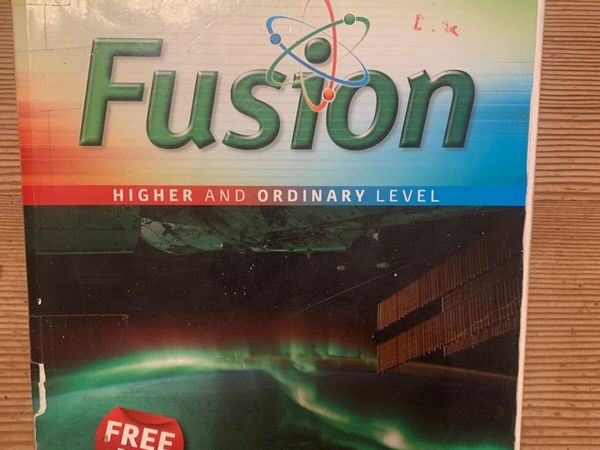 Fusion
HIGHER AND ORDINARY LEVEL
FREE